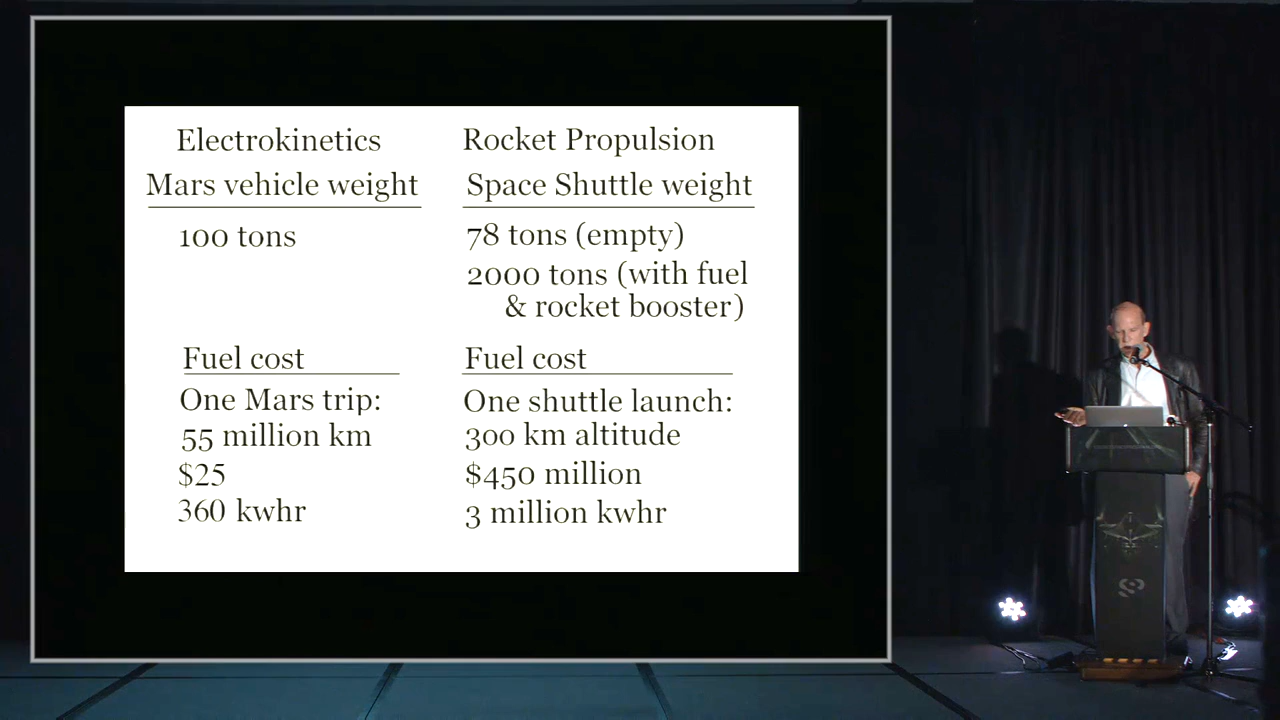 Electrokinetics
Mars vehicle weight
100 tons
Fuel cost
One Mars trip:
55 million km
$25
360 kwhr
Rocket Propulsion
Space Shuttle weight
78 tons (empty)
2000 tons (with fuel
& rocket booster)
Fuel cost
One shuttle launch:
300 km altitude
$450 million
3 million kwhr